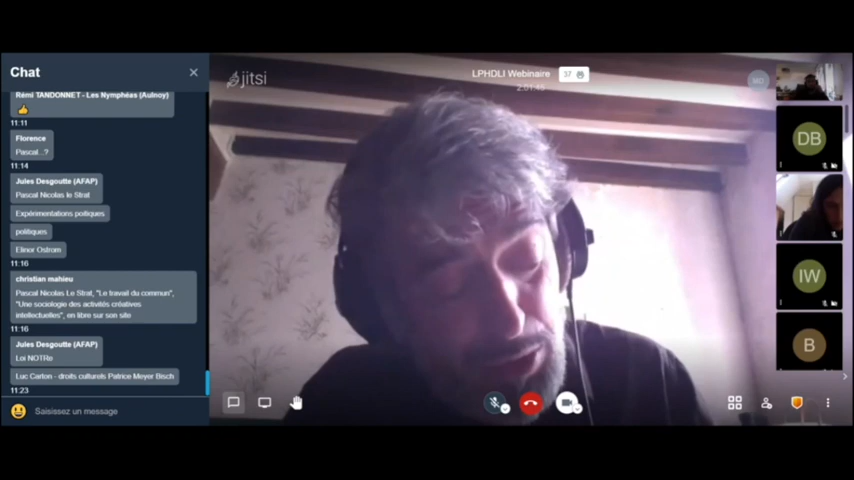 Chat
jitsi
LPHDLI Webinaire
37
2:01:45
Rémi TANDONNET - Les Nymphéas (Aulnoy)
11:11
Florence
Pascal...?
11:14
Jules Desgoutte (AFAP)
Pascal Nicolas le Strat
Expérimentations poitiques
politiques
Elinor Ostrom
11:16
christian mahieu
Pascal Nicolas Le Strat, "Le travail du commun",
"Une sociologie des activités créatives
intellectuelles", en libre sur son site
11:16
Jules Desgoutte (AFAP)
Loi NOTRe
Luc Carton - droits culturels Patrice Meyer Bisch
11:23
Saisissez un message
MD
DB
IW
B